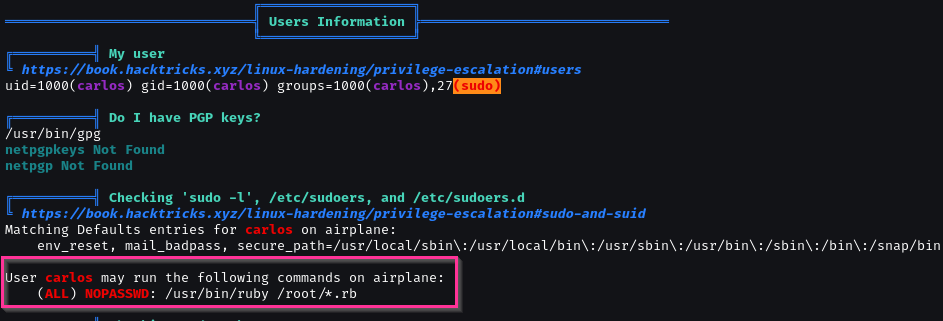 Users Information
My user
https://book.hacktricks.xyz/linux-hardening/privilege-escalation#users
uid=1000(carlos) gid=1000(carlos) groups=1000(carlos),27(sudo)
Do I have PGP keys?
/usr/bin/gpg
netpgpkeys Not Found
netpgp Not Found
Checking 'sudo -l', /etc/sudoers, and /etc/sudoers.d
https://book.hacktricks.xyz/linux-hardening/privilege-escalation#sudo-and-suid
Matching Defaults entries for carlos on airplane:
env_reset, mail_badpass, secure_path=/usr/local/sbin\:/usr/local/bin\:/usr/sbin\:/usr/bin\:/sbin\:/bin\:/snap/bin
User carlos may run the following commands on airplane:
(ALL) NOPASSWD: /usr/bin/ruby /root/*.rb